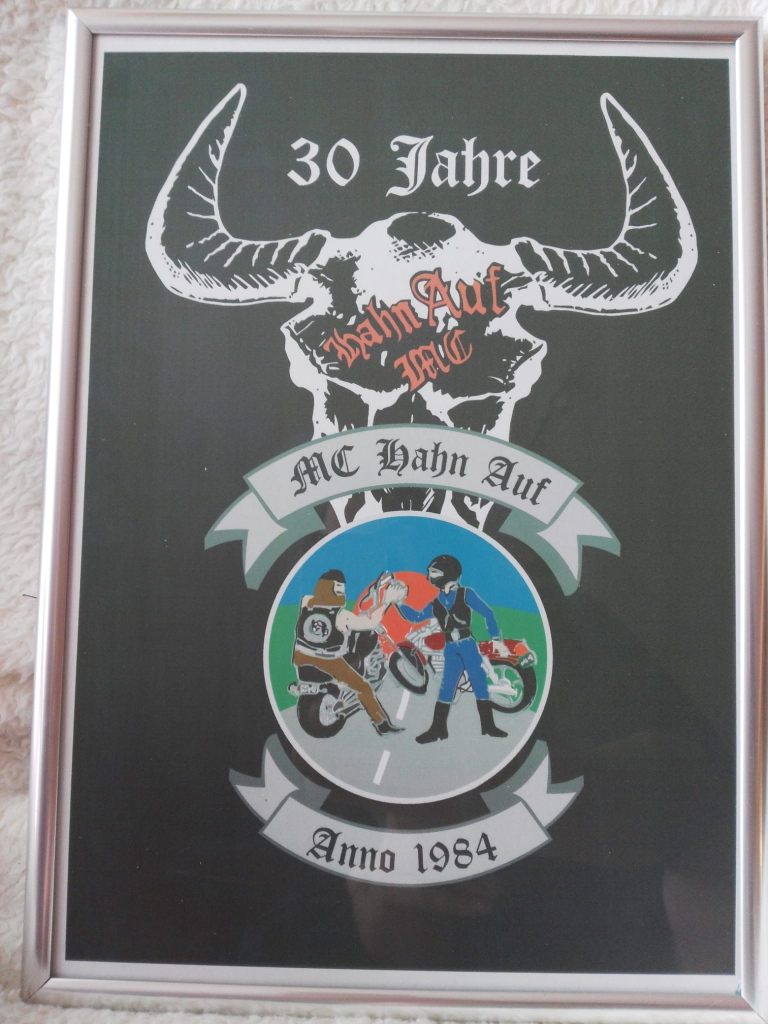 30 Jahre
Hahn Auf
MC
MC Hahn Auf
Anno 1984